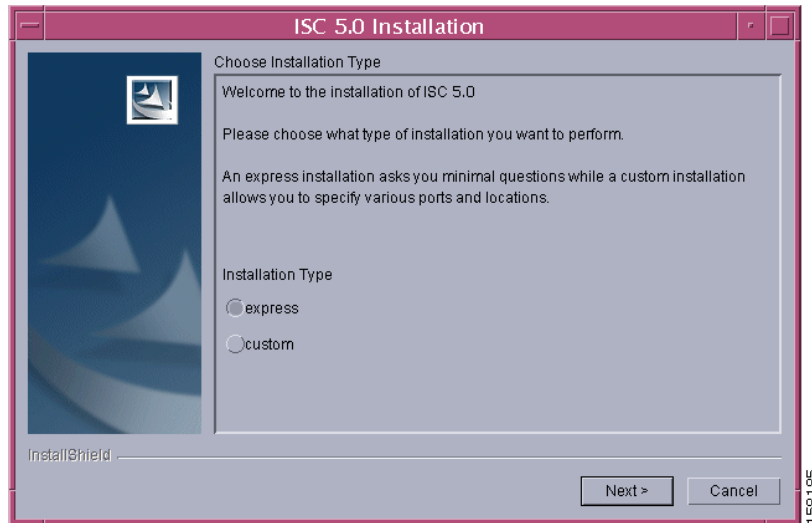 ISC 5.0 Installation
Choose Installation Type
Welcome to the installation of ISC 5.0
Please choose what type of installation you want to perform.
An express installation asks you minimal questions while a custom installation
allows you to specify various ports and locations.
Installation Type
express
custom
InstallShield
Next >
Cancel